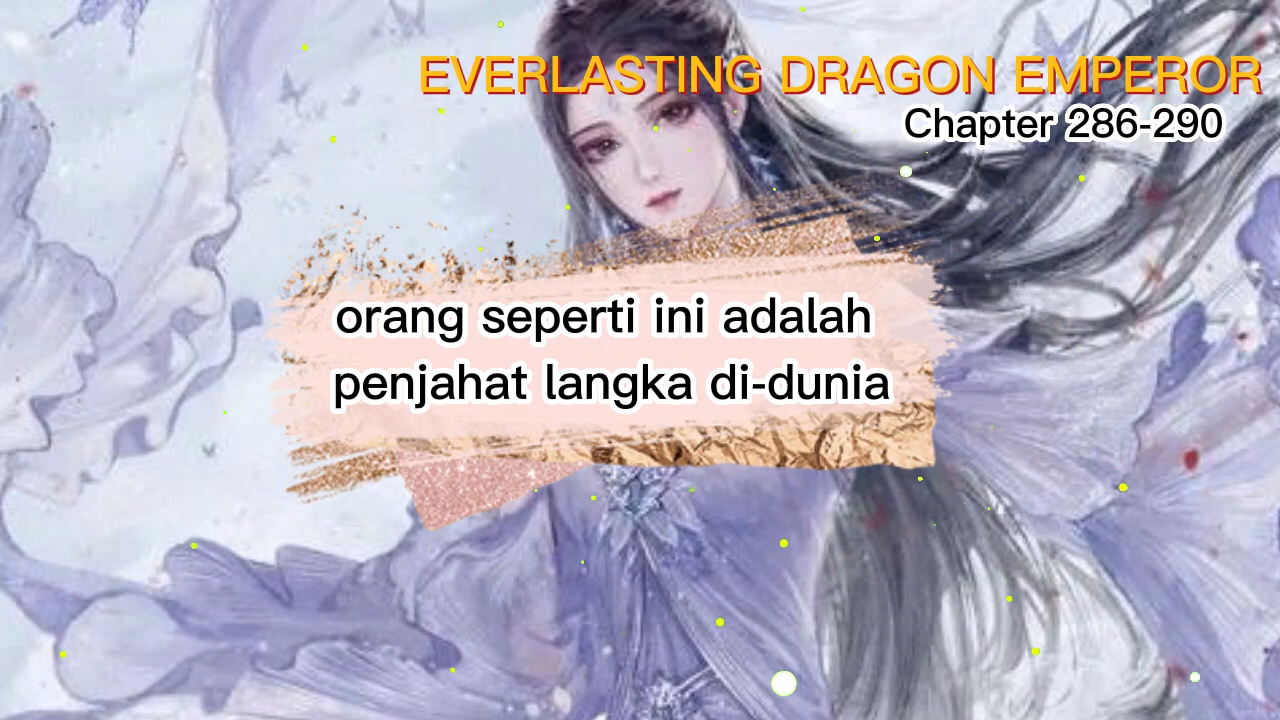 EVERLASTING DRAGON EMPEROR
Chapter 286-290
orang seperti ini adalah
penjahat langka di-dunia